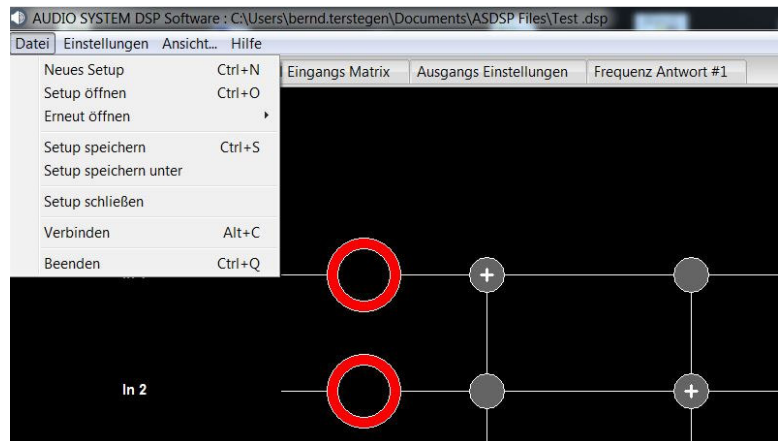 AUDIO SYSTEM DSP Software : C:\Users\bernd.terstegen\Documents\ASDSP Files\Test .dsp
Datei Einstellungen Ansicht... Hilfe
Eingangs Matrix Ausgangs Einstellungen Frequenz Antwort #1
Neues Setup Ctrl+N
Setup öffnen Ctrl+O
Erneut öffnen
Setup speichern Ctrl+S
Setup speichern unter
Setup schließen
Verbinden Alt+C
Beenden Ctrl+Q
In 2